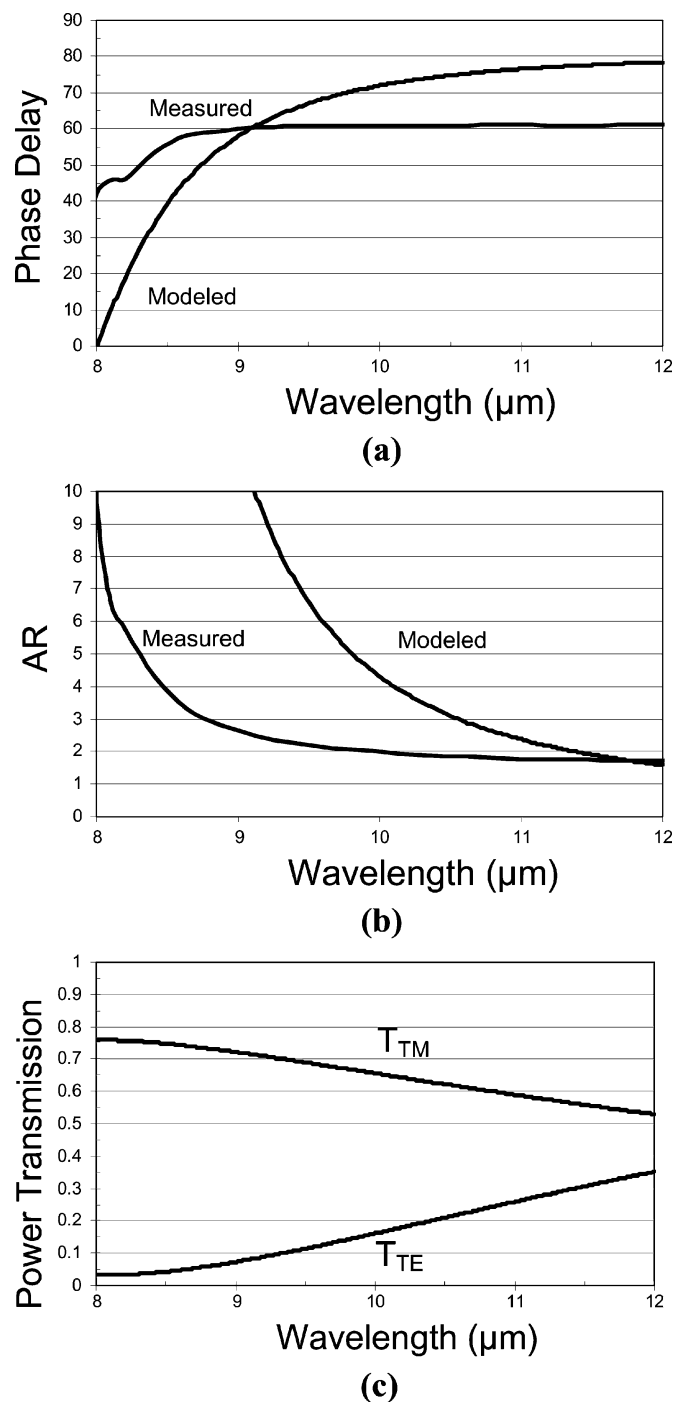 90
80
70
60
50
40
30
20
10
0
Phase Delay
Measured
Modeled
8 9 10 11 12
Wavelength (µm)
(a)
10
9
8
7
6
5
4
3
2
1
0
AR
Measured
Modeled
8 9 10 11 12
Wavelength (µm)
(b)
1
0.9
0.8
0.7
0.6
0.5
0.4
0.3
0.2
0.1
0
Power Transmission
TTM
TTE
8 9 10 11 12
Wavelength (µm)
(c)